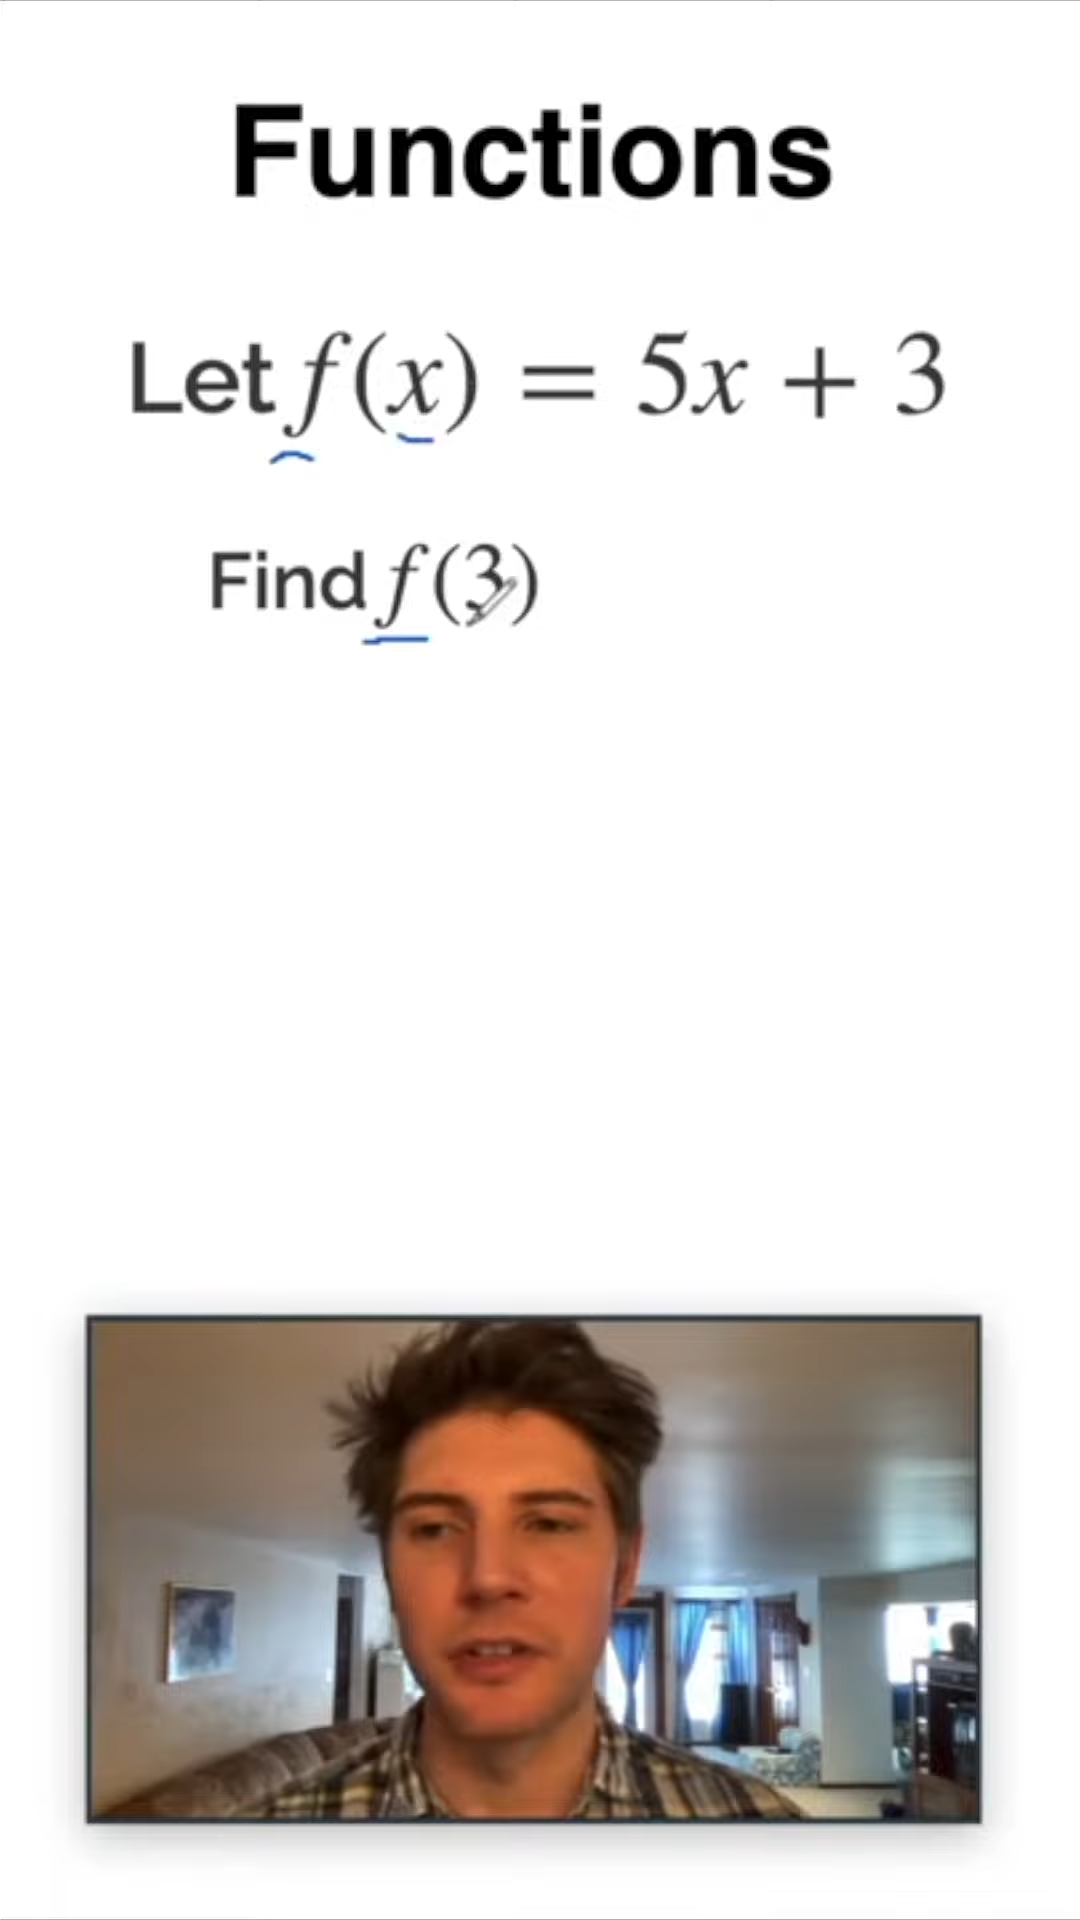 Functions
Let f(x) = 5x + 3
Find f(3)